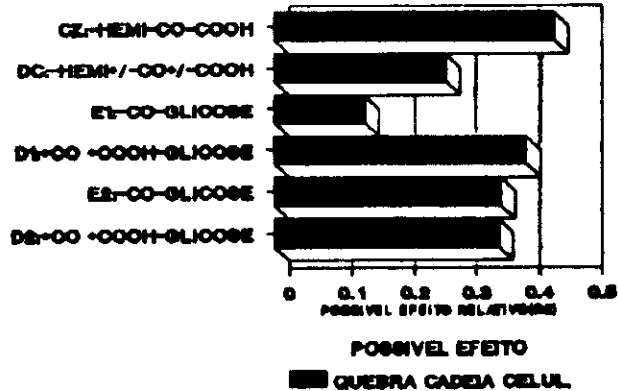 CZ:-HEMI-CO-COOH
DC:-HEMI+/-CO+/-COOH
E1:-CO-GLICOSE
D1:+CO +COOH-GLICOSE
E2:-CO-GLICOSE
D2:+CO +COOH-GLICOSE
0 0.1 0.2 0.3 0.4 0.5
POSSIVEL EFEITO RELATIVO(RE)
POSSIVEL EFEITO
QUEBRA CADEIA CELUL.